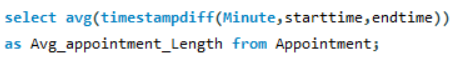 select avg(timestampdiff(Minute,starttime,endtime))
as Avg_appointment_Length from Appointment;